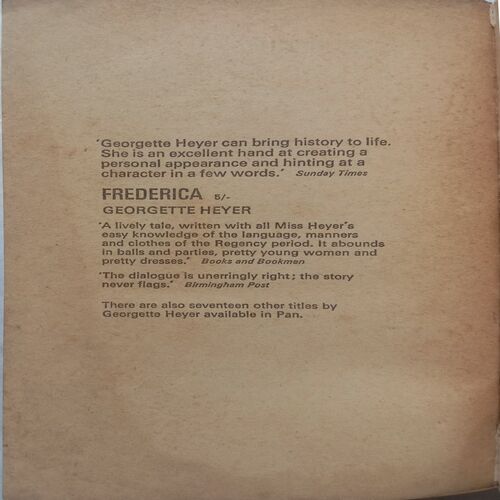 'Georgette Heyer can bring history to life.
She is an excellent hand at creating a
personal appearance and hinting at a
character in a few words.' Sunday Times
FREDERICA 5/-
GEORGETTE HEYER
'A lively tale, written with all Miss Heyer's
easy knowledge of the language, manners
and clothes of the Regency period. It abounds
in balls and parties, pretty young women and
pretty dresses.' Books and Bookmen
'The dialogue is unerringly right; the story
never flags.' Birmingham Post
There are also seventeen other titles by
Georgette Heyer available in Pan.